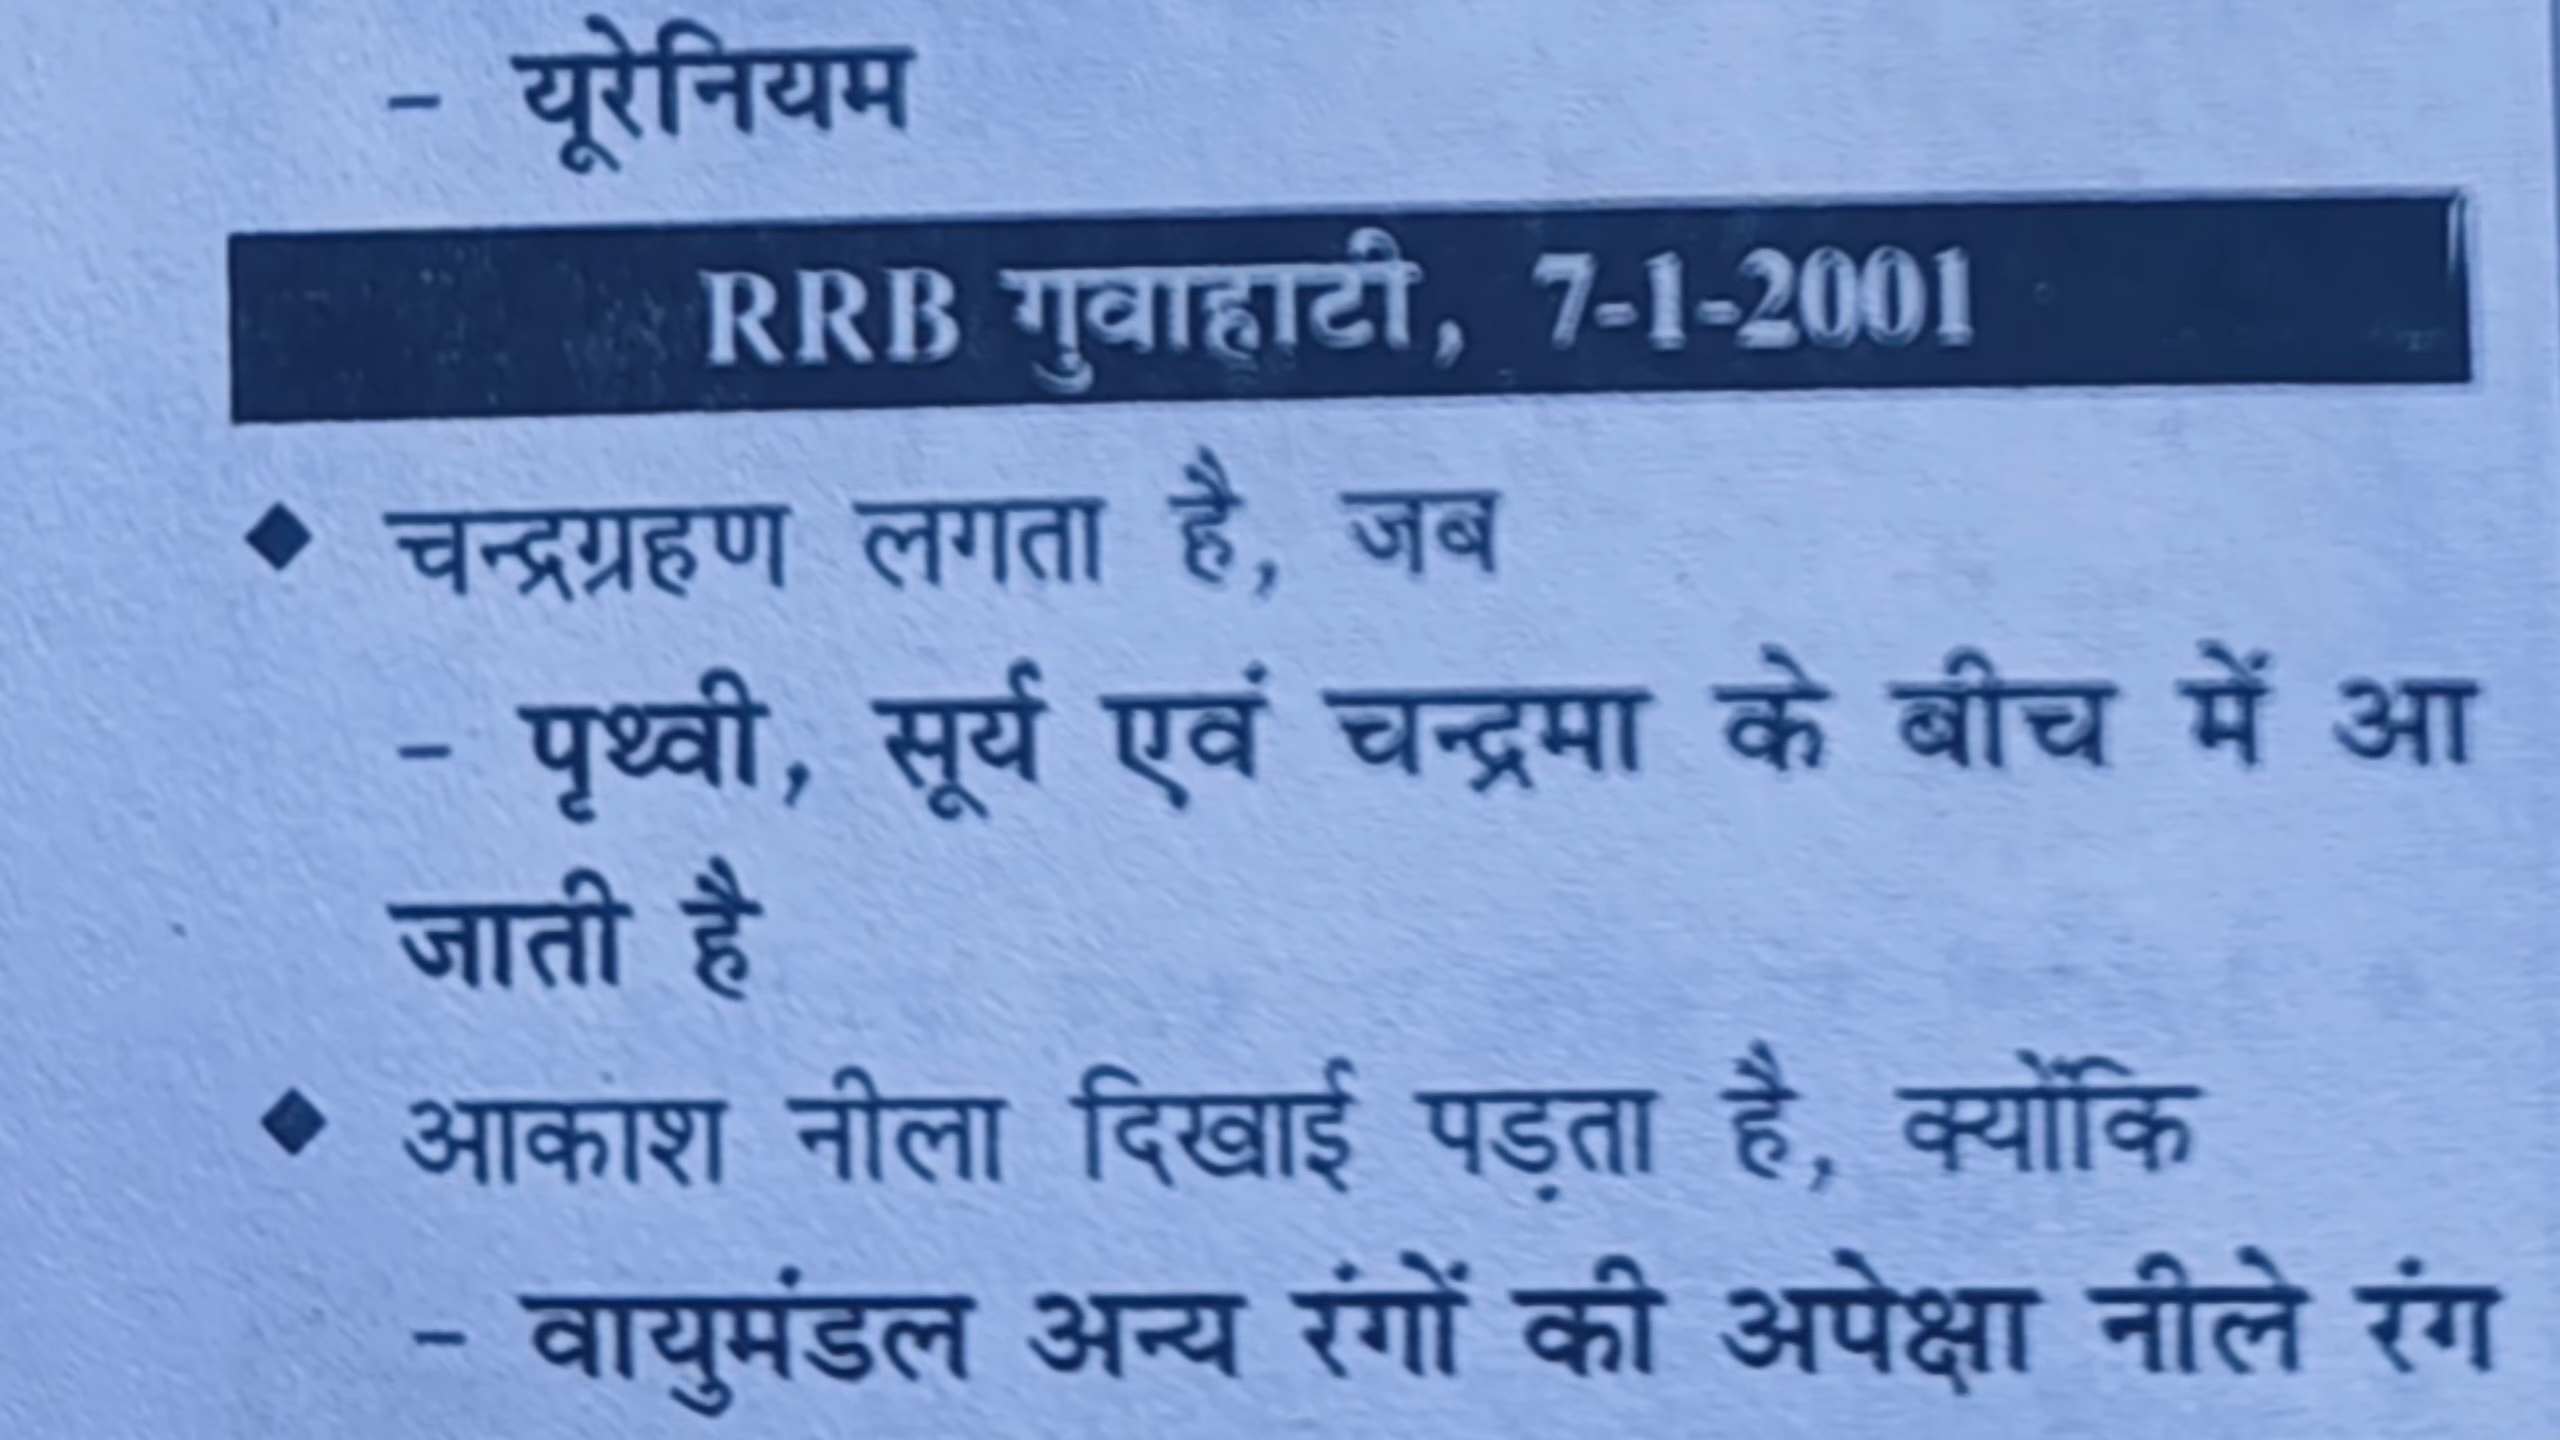 – यूरेनियम
RRB गुवाहाटी, 7-1-2001
◆ चन्द्रग्रहण लगता है, जब
– पृथ्वी, सूर्य एवं चन्द्रमा के बीच में आ
जाती है
◆ आकाश नीला दिखाई पड़ता है, क्योंकि
– वायुमंडल अन्य रंगों की अपेक्षा नीले रंग